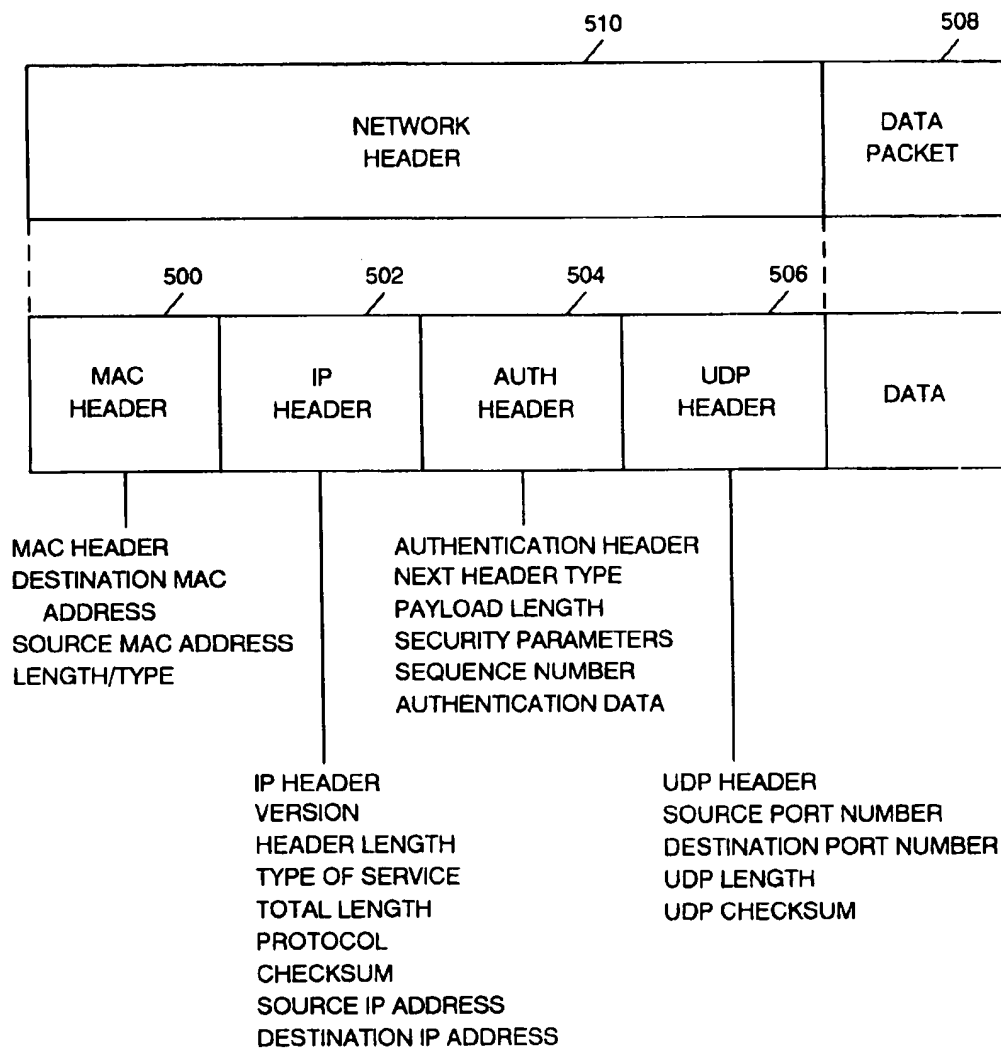 510
508
NETWORK
HEADER
DATA
PACKET
500
502
504
506
MAC
HEADER
IP
HEADER
AUTH
HEADER
UDP
HEADER
DATA
MAC HEADER
DESTINATION MAC
ADDRESS
SOURCE MAC ADDRESS
LENGTH/TYPE
AUTHENTICATION HEADER
NEXT HEADER TYPE
PAYLOAD LENGTH
SECURITY PARAMETERS
SEQUENCE NUMBER
AUTHENTICATION DATA
IP HEADER
VERSION
HEADER LENGTH
TYPE OF SERVICE
TOTAL LENGTH
PROTOCOL
CHECKSUM
SOURCE IP ADDRESS
DESTINATION IP ADDRESS
UDP HEADER
SOURCE PORT NUMBER
DESTINATION PORT NUMBER
UDP LENGTH
UDP CHECKSUM